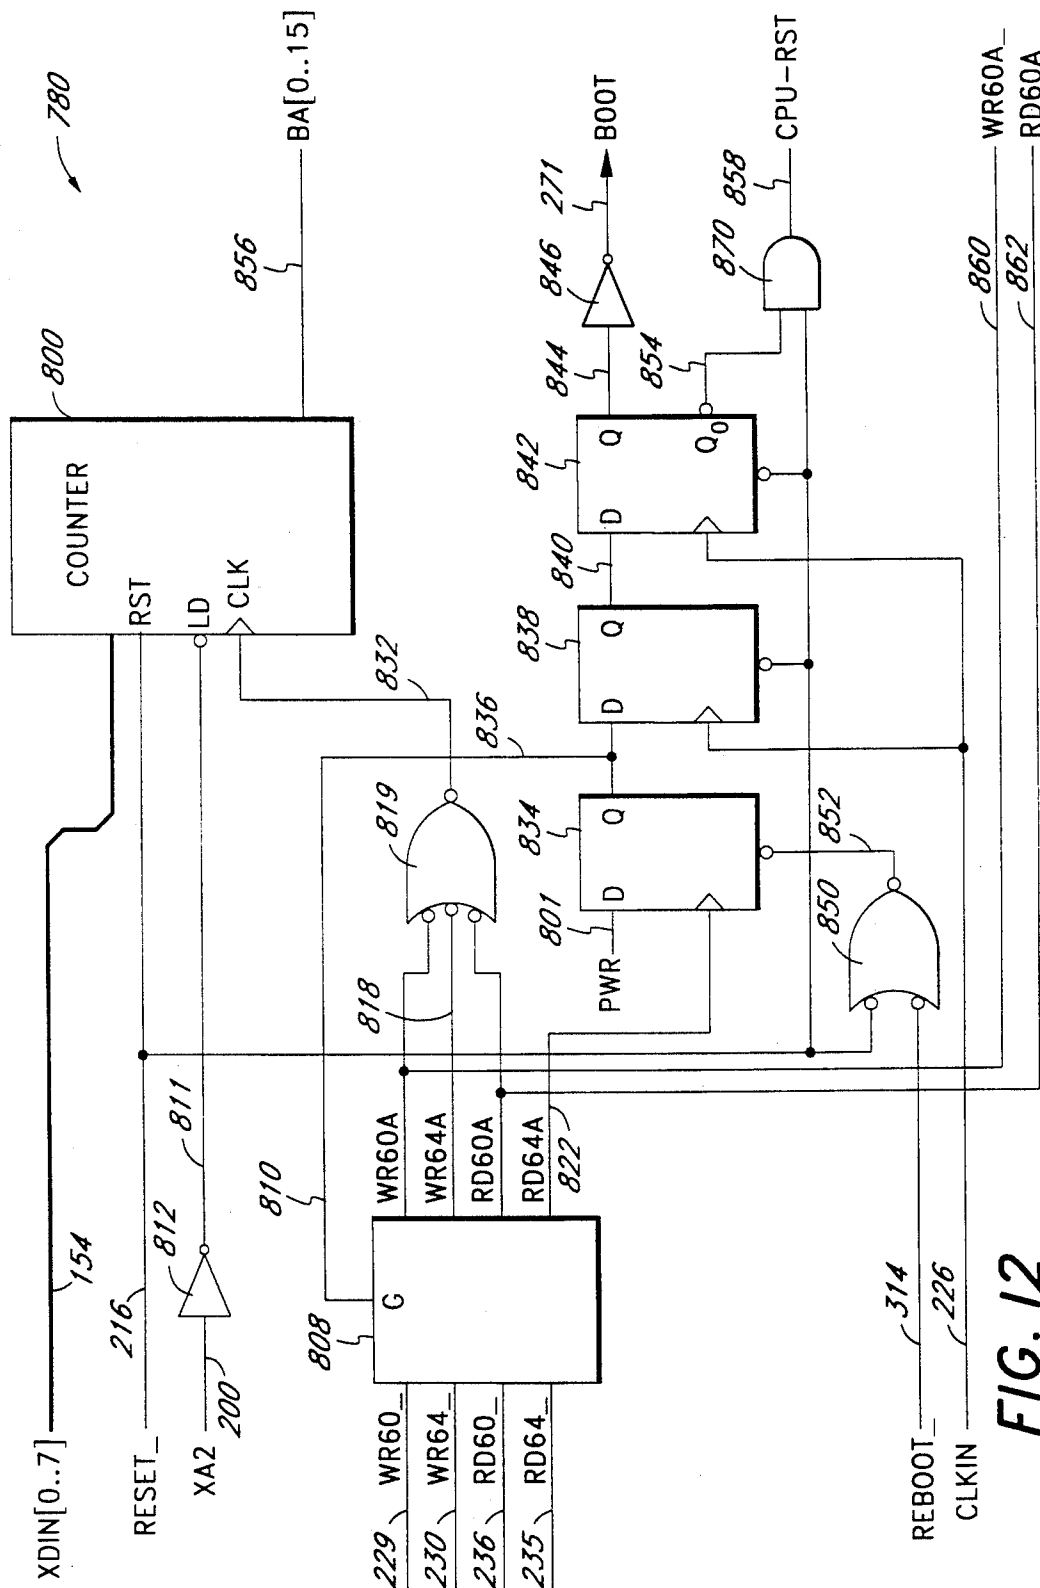 780
XDIN[0..7]
154
800
COUNTER
RST
LD
CLK
856
BA[0..15]
RESET_
216
XA2
200
812
811
832
810
836
819
818
808
G
229
WR60_
230
WR64_
236
RD60_
235
RD64_
WR60A
WR64A
RD60A
RD64A
822
PWR
801
D
Q
834
D
Q
838
840
D
Q
Q0
842
844
846
271
BOOT
854
870
858
CPU-RST
850
852
REBOOT_
314
CLKIN
226
860
WR60A_
862
RD60A
FIG. 12